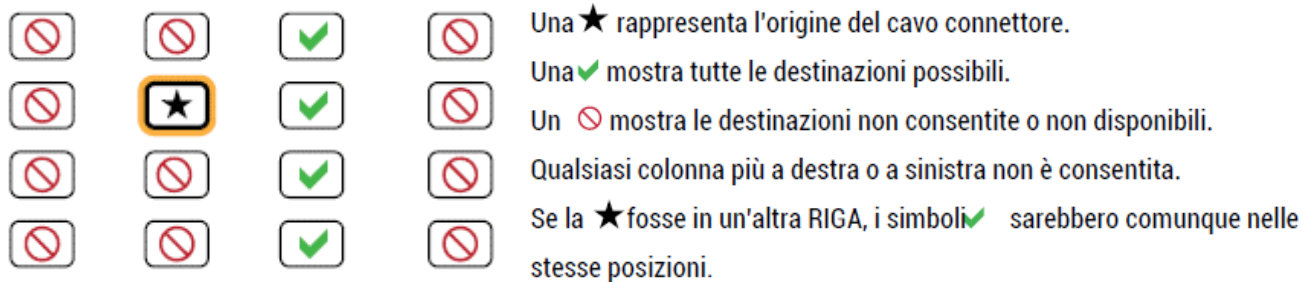 Una ★ rappresenta l'origine del cavo connettore.
Una ✔ mostra tutte le destinazioni possibili.
Un 🚫 mostra le destinazioni non consentite o non disponibili.
Qualsiasi colonna più a destra o a sinistra non è consentita.
Se la ★ fosse in un'altra RIGA, i simboli ✔ sarebbero comunque nelle
stesse posizioni.